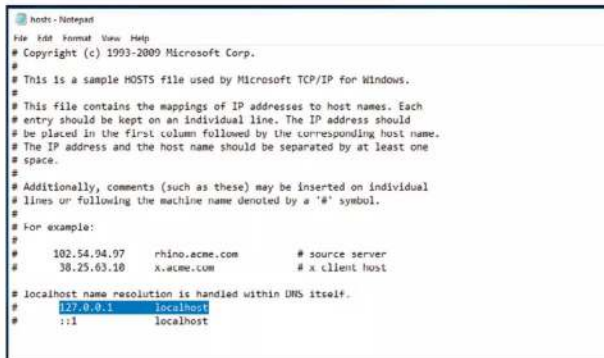 hosts - Notepad
File Edit Format View Help
# Copyright (c) 1993-2009 Microsoft Corp.
#
# This is a sample HOSTS file used by Microsoft TCP/IP for Windows.
#
# This file contains the mappings of IP addresses to host names. Each
# entry should be kept on an individual line. The IP address should
# be placed in the first column followed by the corresponding host name.
# The IP address and the host name should be separated by at least one
# space.
#
# Additionally, comments (such as these) may be inserted on individual
# lines or following the machine name denoted by a '#' symbol.
#
# For example:
#
# 102.54.94.97 rhino.acme.com # source server
# 38.25.63.10 x.acme.com # x client host

# localhost name resolution is handled within DNS itself.
# 127.0.0.1 localhost
# ::1 localhost